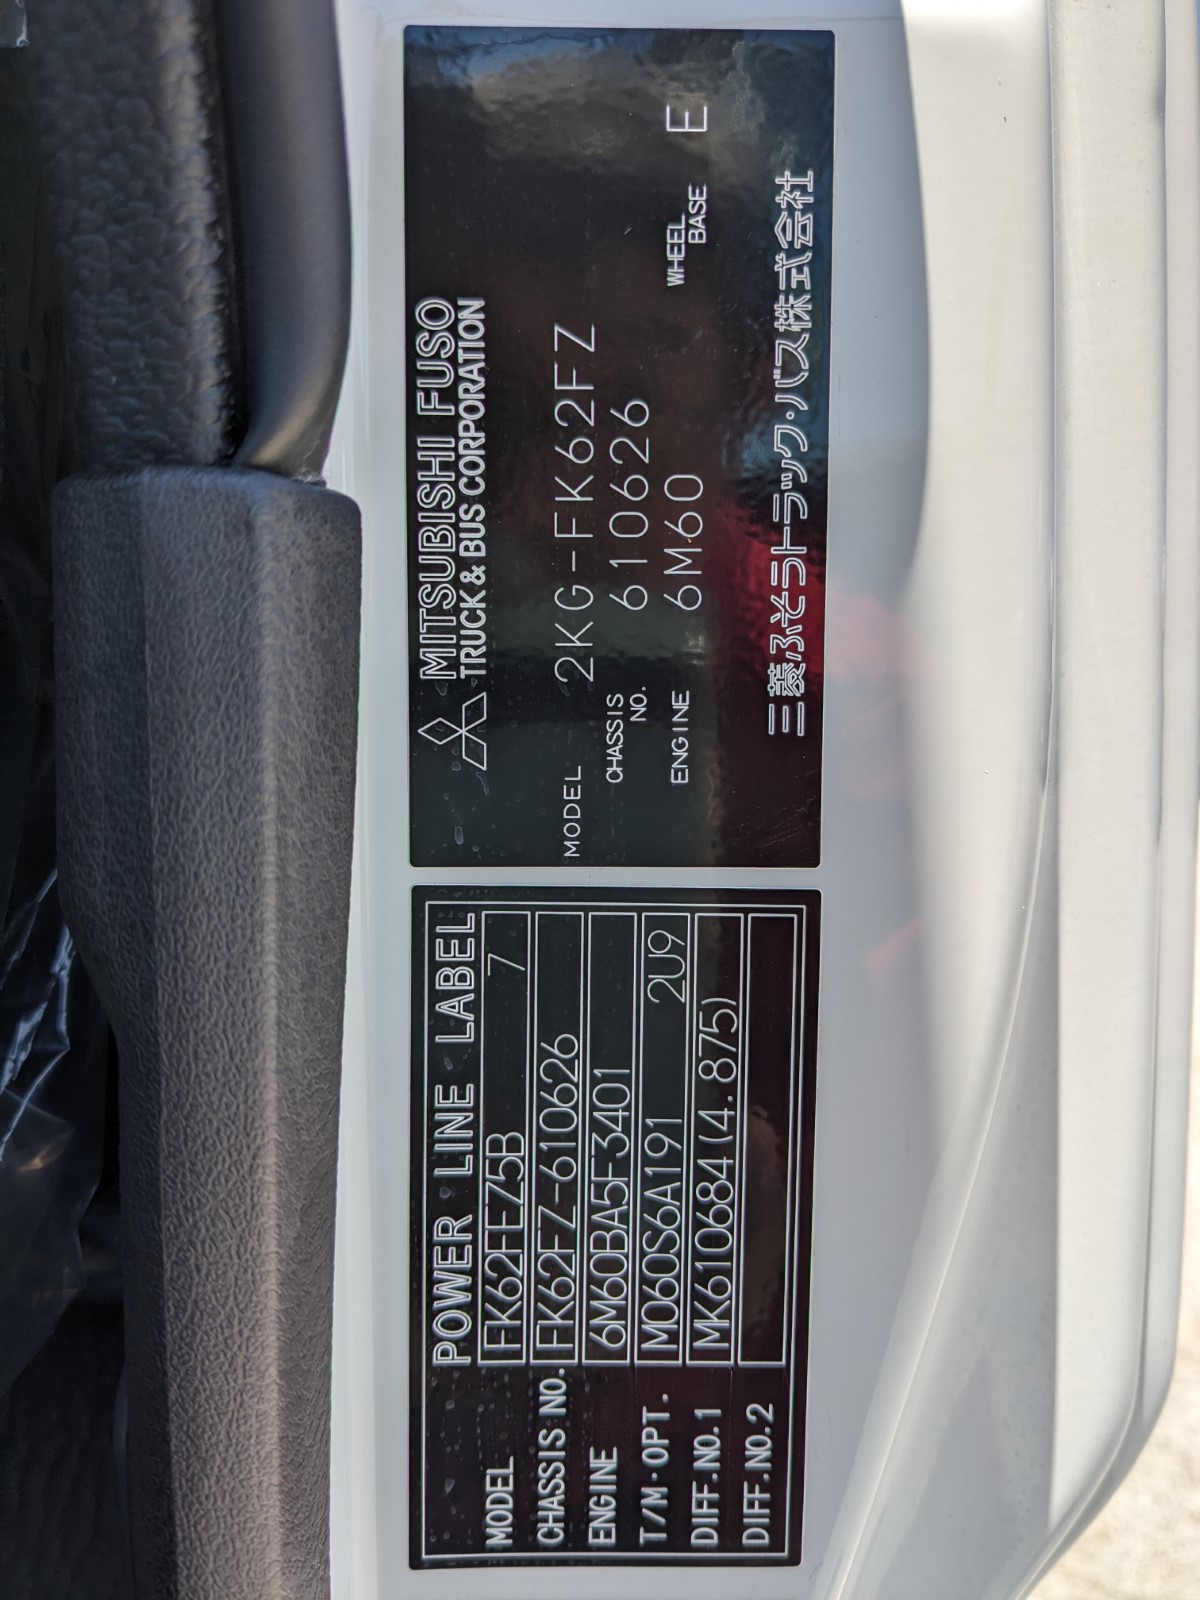 POWER LINE LABEL
MODEL FK62FEZ5B 7
CHASSIS NO. FK62FZ-610626
ENGINE 6M60BA5F3401
T/M·OPT. M060S6A191 2U9
DIFF.NO.1 MK610684(4.875)
DIFF.NO.2
MITSUBISHI FUSO
TRUCK & BUS CORPORATION
MODEL 2KG-FK62FZ
CHASSIS NO. 610626
ENGINE 6M60 WHEEL BASE E
三菱ふそうトラック・バス株式会社